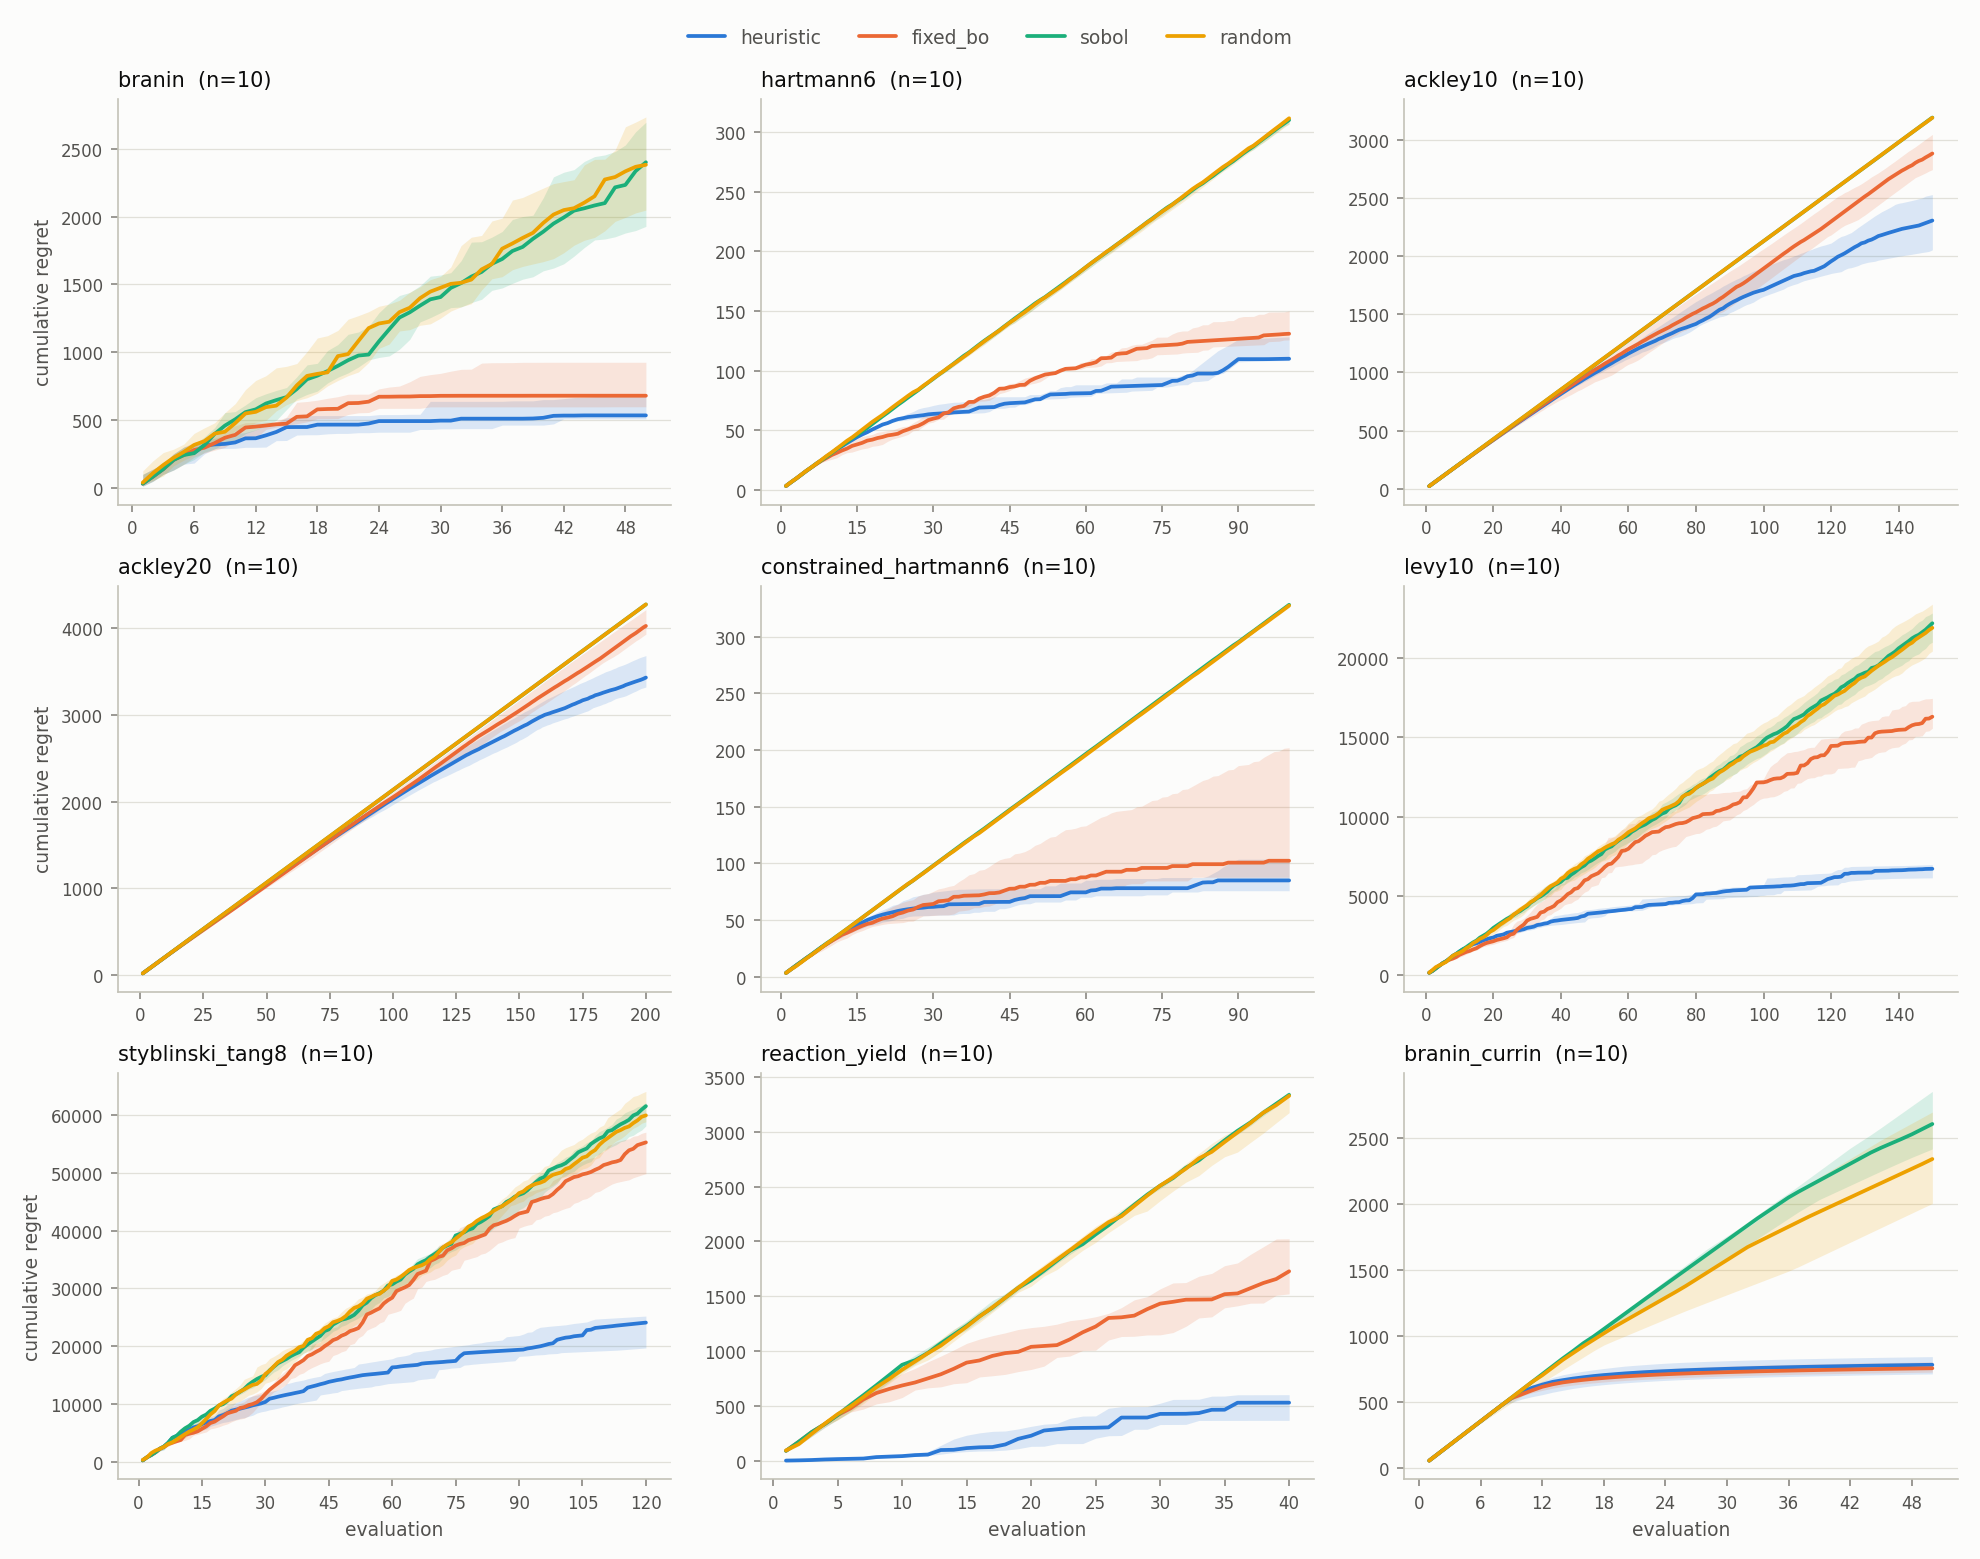 heuristic fixed_bo sobol random
branin (n=10)
hartmann6 (n=10)
ackley10 (n=10)
cumulative regret
2500
2000
1500
1000
500
0
0 6 12 18 24 30 36 42 48
300
250
200
150
100
50
0
0 15 30 45 60 75 90
3000
2500
2000
1500
1000
500
0
0 20 40 60 80 100 120 140
ackley20 (n=10)
constrained_hartmann6 (n=10)
levy10 (n=10)
cumulative regret
4000
3000
2000
1000
0
0 25 50 75 100 125 150 175 200
300
250
200
150
100
50
0
0 15 30 45 60 75 90
20000
15000
10000
5000
0
0 20 40 60 80 100 120 140
styblinski_tang8 (n=10)
reaction_yield (n=10)
branin_currin (n=10)
cumulative regret
60000
50000
40000
30000
20000
10000
0
0 15 30 45 60 75 90 105 120
evaluation
3500
3000
2500
2000
1500
1000
500
0
0 5 10 15 20 25 30 35 40
evaluation
2500
2000
1500
1000
500
0
0 6 12 18 24 30 36 42 48
evaluation